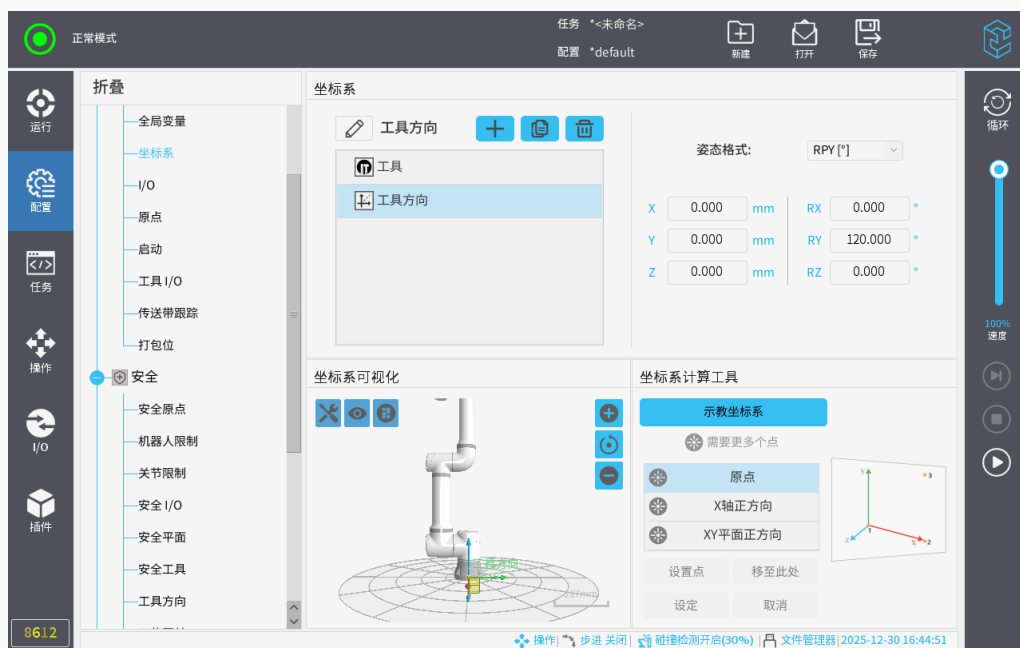 正常模式
任务 *<未命名>
配置 *default
新建
打开
保存
运行
配置
任务
操作
I/O
插件
8612
折叠
全局变量
坐标系
I/O
原点
启动
工具 I/O
传送带跟踪
打包位
安全
安全原点
机器人限制
关节限制
安全 I/O
安全平面
安全工具
工具方向
坐标系
工具方向
工具
工具方向
姿态格式: RPY [°]
X 0.000 mm RX 0.000 °
Y 0.000 mm RY 120.000 °
Z 0.000 mm RZ 0.000 °
坐标系可视化
287mm
坐标系计算工具
示教坐标系
需要更多个点
原点
X轴正方向
XY平面正方向
设置点 移至此处
设定 取消
Y
3
1
Z
X
2
循环
100%
速度
操作| 步进 关闭| 碰撞检测开启(30%) | 文件管理器| 2025-12-30 16:44:51